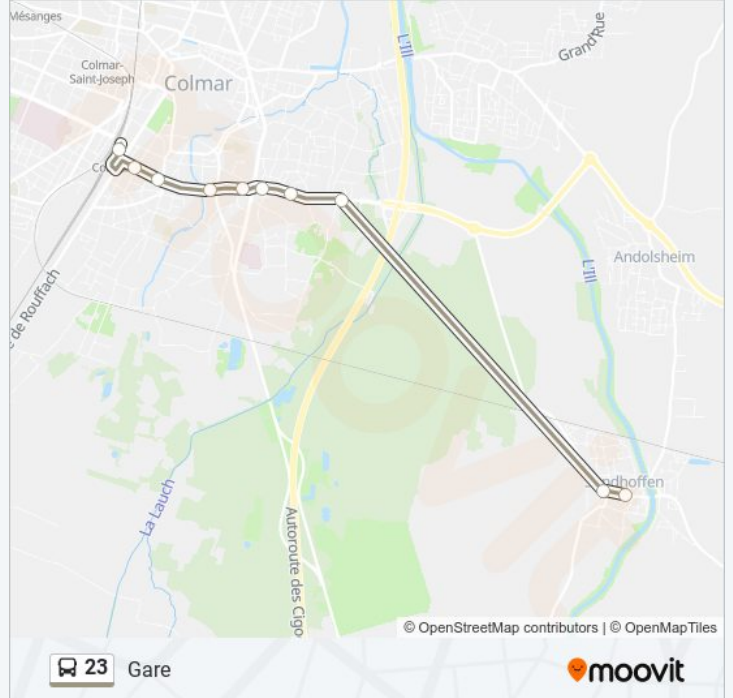 Mésanges
Colmar-
Saint-Joseph
Colmar
L'Ill
Grand'Rue
Co
Andolsheim
L'Ill
e de Rouffach
ndhoffen
La Lauch
Autoroute des Cigo
© OpenStreetMap contributors | © OpenMapTiles
23 Gare
moovit